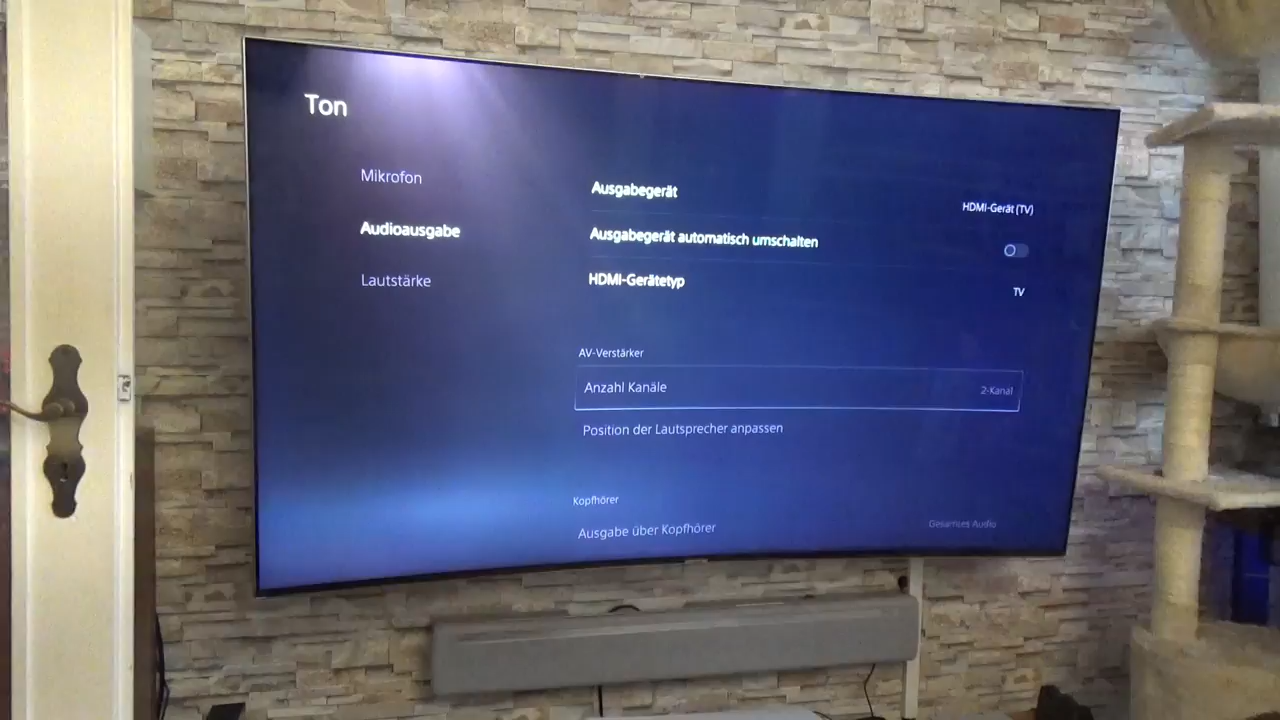 Ton
Mikrofon
Audioausgabe
Lautstärke
Ausgabegerät
HDMI-Gerät (TV)
Ausgabegerät automatisch umschalten
HDMI-Gerätetyp
TV
AV-Verstärker
Anzahl Kanäle
2-Kanal
Position der Lautsprecher anpassen
Kopfhörer
Ausgabe über Kopfhörer
Gesamtes Audio